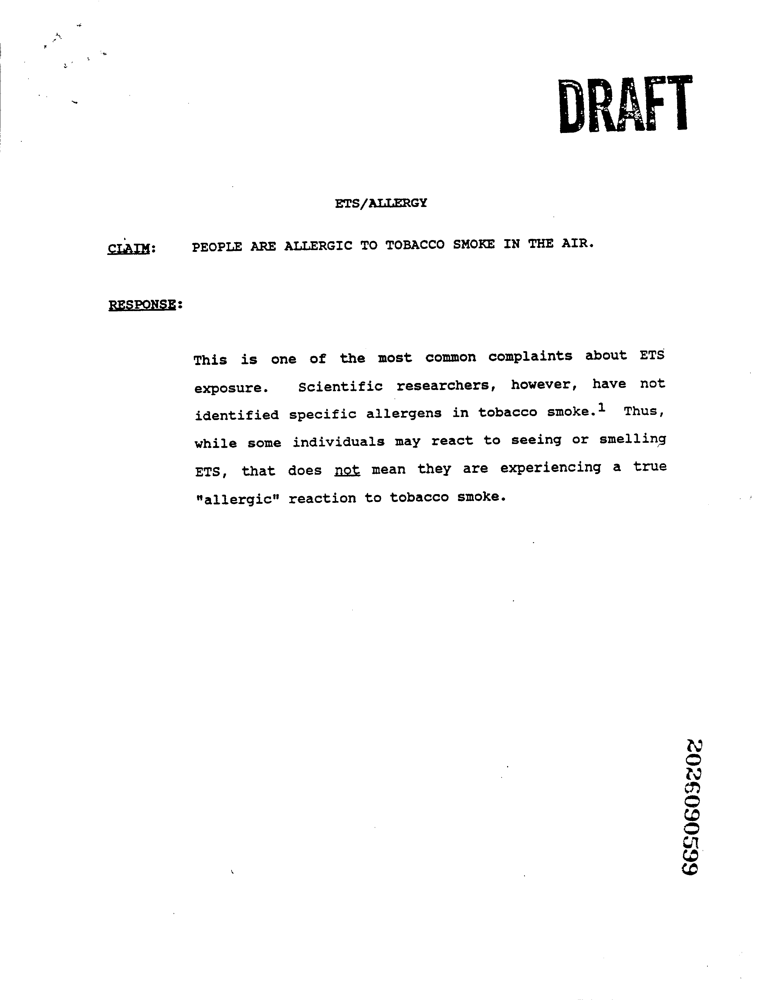 DRAFT
ETS/ALLERGY
CLAIM: PEOPLE ARE ALLERGIC TO TOBACCO SMOKE IN THE AIR.
RESPONSE:
This is one of the most common complaints about ETS
exposure. Scientific researchers, however, have not
identified specific allergens in tobacco smoke.1 Thus,
while some individuals may react to seeing or smelling
ETS, that does not mean they are experiencing a true
"allergic" reaction to tobacco smoke.
2026090599